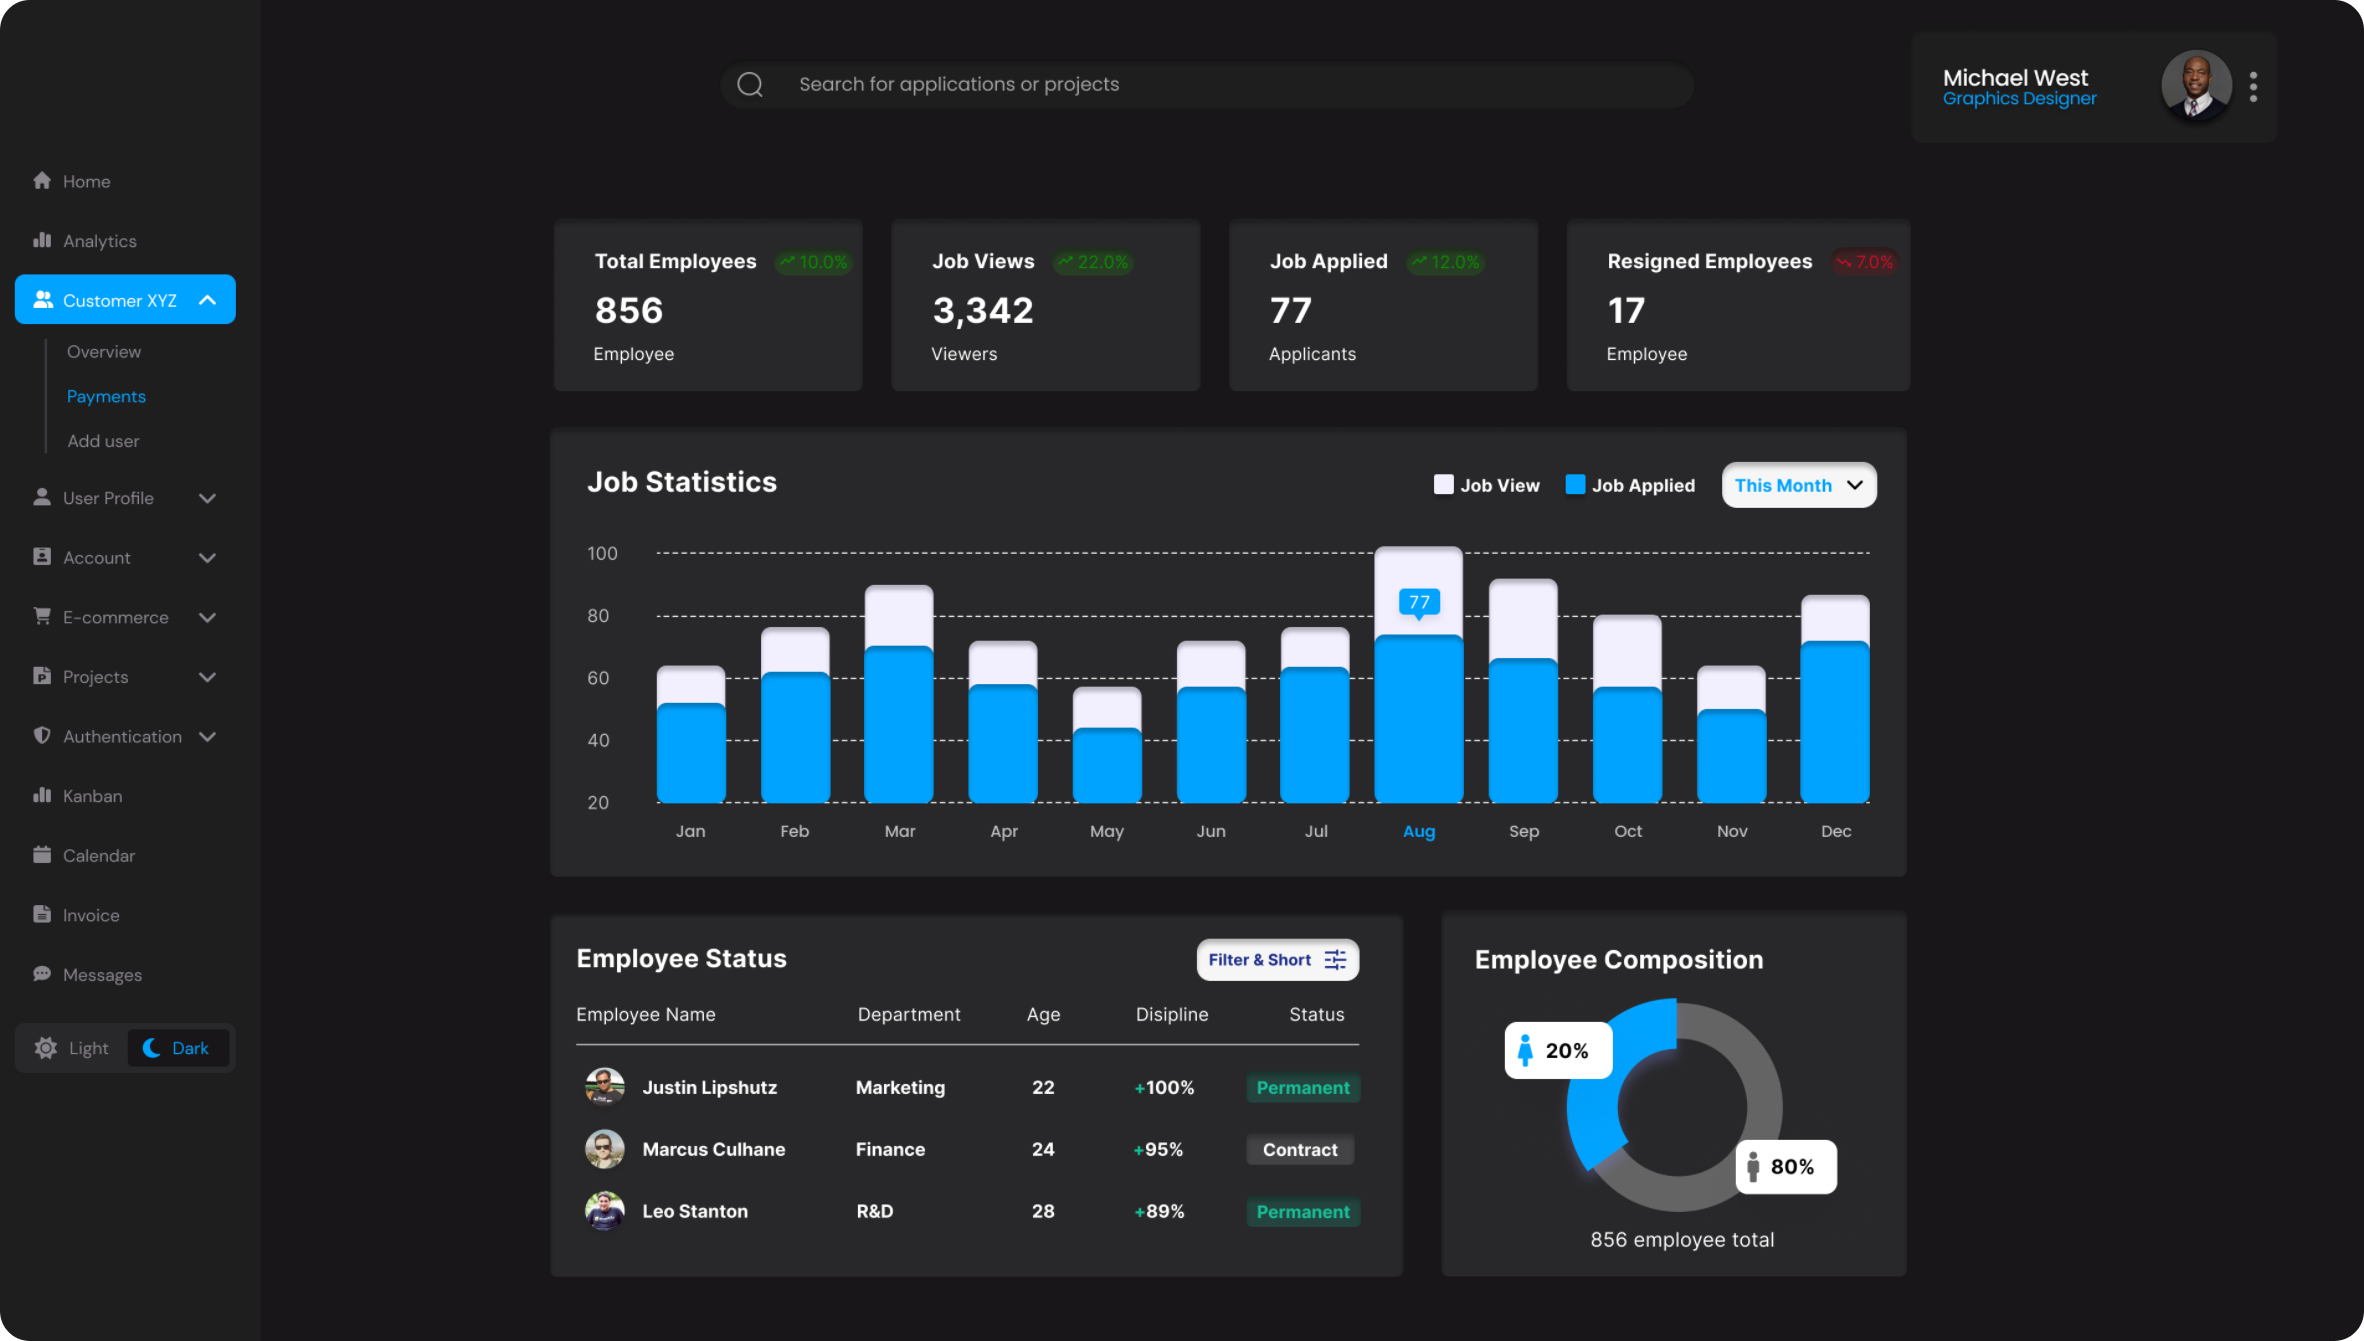 Search for applications or projects
Michael West
Graphics Designer
Home
Analytics
Customer XYZ
Overview
Payments
Add user
User Profile
Account
E-commerce
Projects
Authentication
Kanban
Calendar
Invoice
Messages
Light
Dark
Total Employees 10.0%
856
Employee
Job Views 22.0%
3,342
Viewers
Job Applied 12.0%
77
Applicants
Resigned Employees 7.0%
17
Employee
Job Statistics
Job View
Job Applied
This Month
100
80
60
40
20
77
Jan Feb Mar Apr May Jun Jul Aug Sep Oct Nov Dec
Employee Status
Filter & Short
Employee Name Department Age Disipline Status
Justin Lipshutz Marketing 22 +100% Permanent
Marcus Culhane Finance 24 +95% Contract
Leo Stanton R&D 28 +89% Permanent
Employee Composition
20%
80%
856 employee total